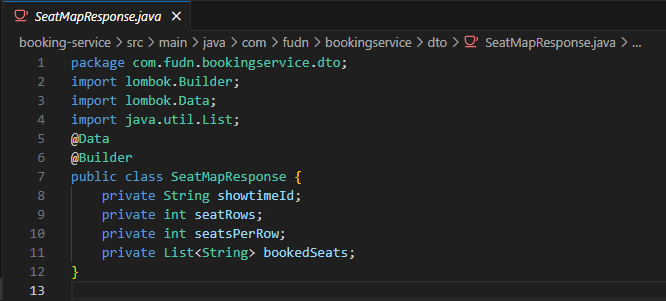 SeatMapResponse.java ×
booking-service > src > main > java > com > fudn > bookingservice > dto > SeatMapResponse.java > ...
1 package com.fudn.bookingservice.dto;
2 import lombok.Builder;
3 import lombok.Data;
4 import java.util.List;
5 @Data
6 @Builder
7 public class SeatMapResponse {
8     private String showtimeId;
9     private int seatRows;
10     private int seatsPerRow;
11     private List<String> bookedSeats;
12 }
13